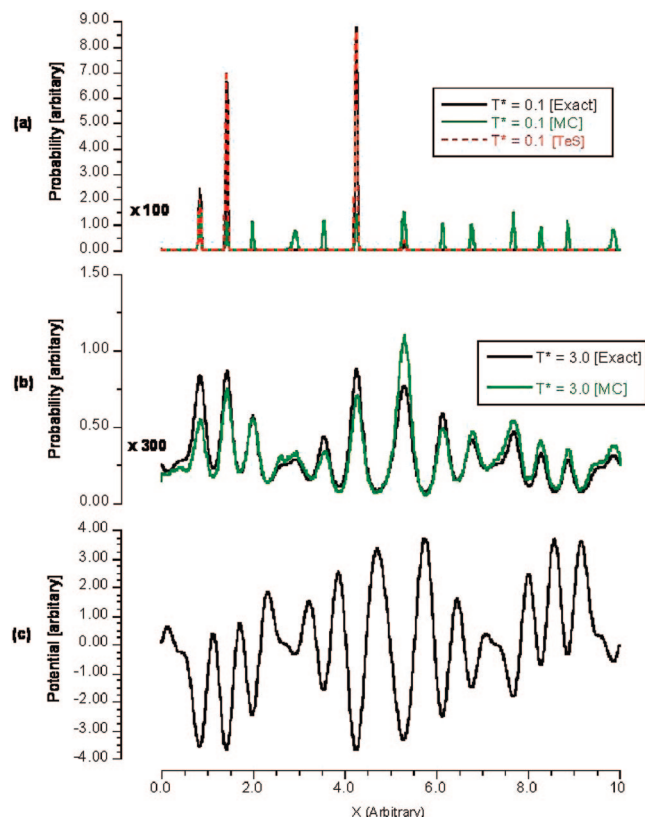 (a)
Probability [arbitary]
9.00
8.00
7.00
6.00
5.00
4.00
3.00
2.00
1.00
0.00
x 100
T* = 0.1 [Exact]
T* = 0.1 [MC]
T* = 0.1 [TeS]
(b)
Probability [arbitary]
1.50
1.00
0.50
0.00
x 300
T* = 3.0 [Exact]
T* = 3.0 [MC]
(c)
Potential [arbitary]
4.00
3.00
2.00
1.00
0.00
-1.00
-2.00
-3.00
-4.00
0.0 2.0 4.0 6.0 8.0 10
X (Arbitrary)